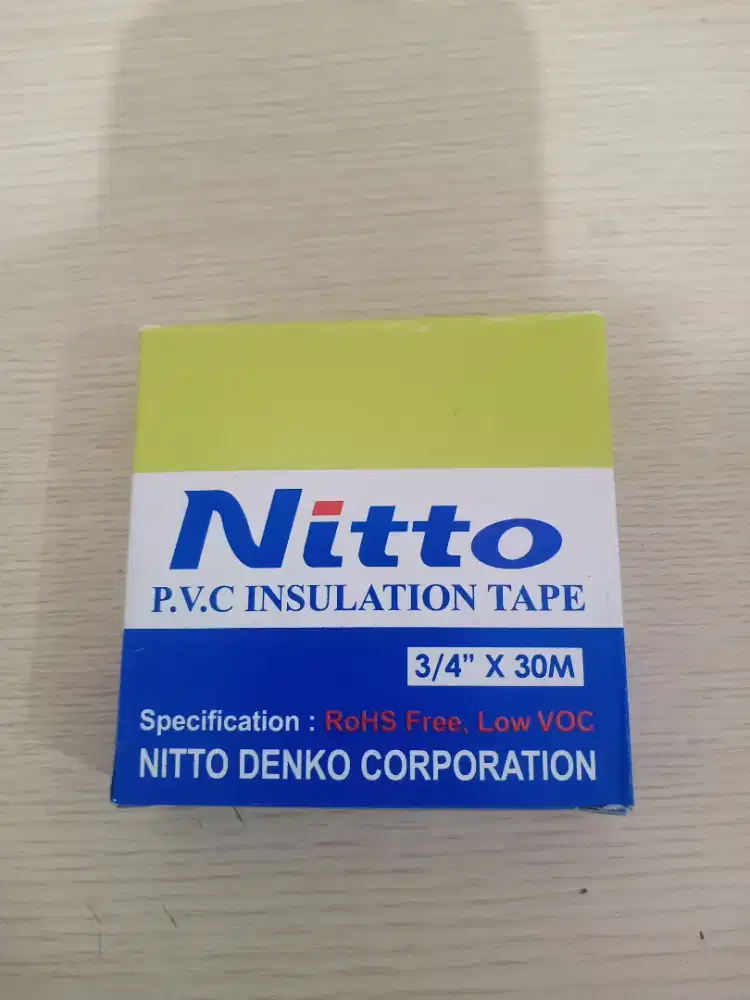 Nitto
P.V.C INSULATION TAPE
3/4" X 30M
Specification : RoHS Free, Low VOC
NITTO DENKO CORPORATION